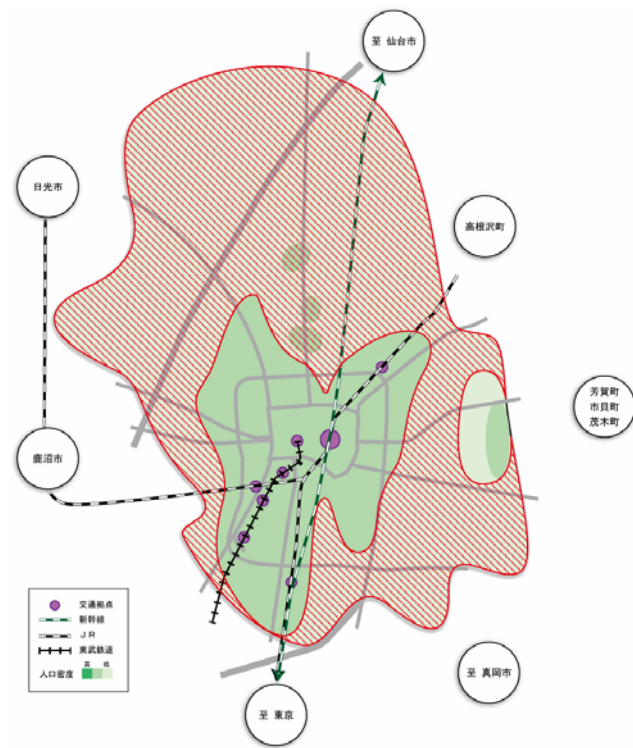 至 仙台市
日光市
高根沢町
芳賀町
市貝町
茂木町
鹿沼市
交通拠点
新幹線
ＪＲ
東武鉄道
人口密度
高 低
至 真岡市
至 東京